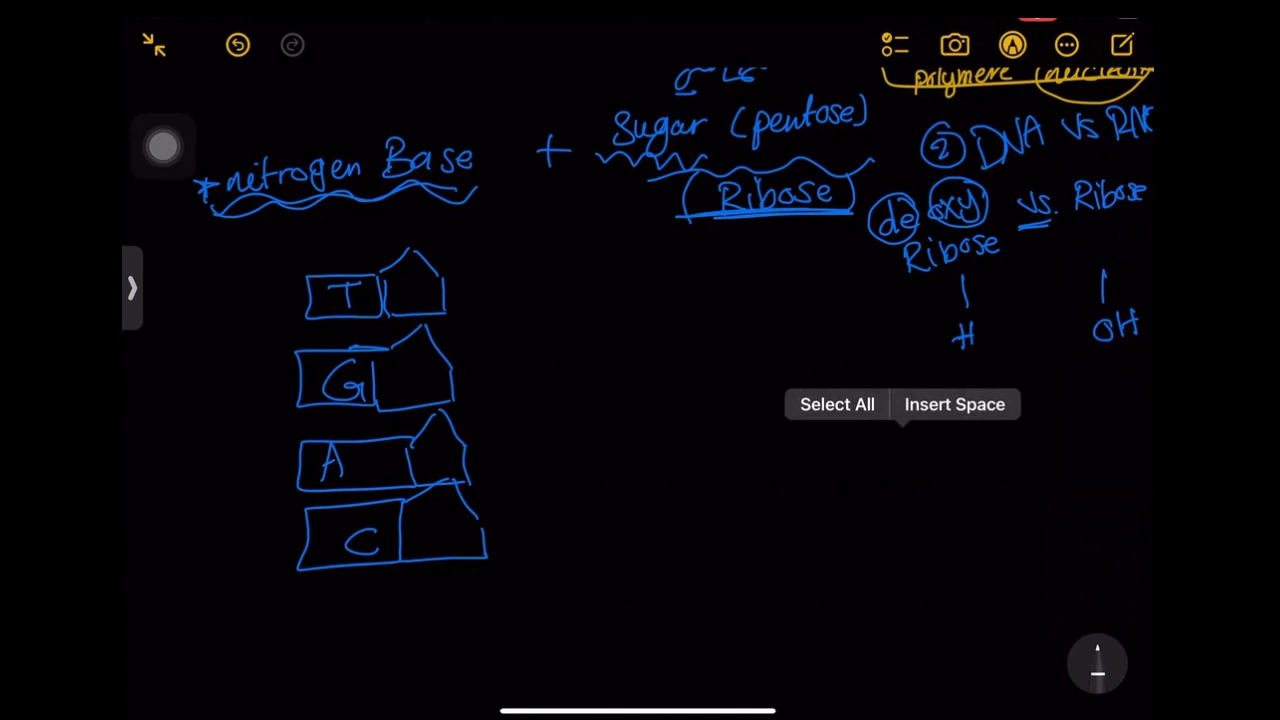 polymere
Sugar (pentose)
② DNA vs RN
+ nitrogen Base
+
(Ribose)
de oxy vs. Ribose
Ribose
H
OH
T
G
A
C
Select All
Insert Space